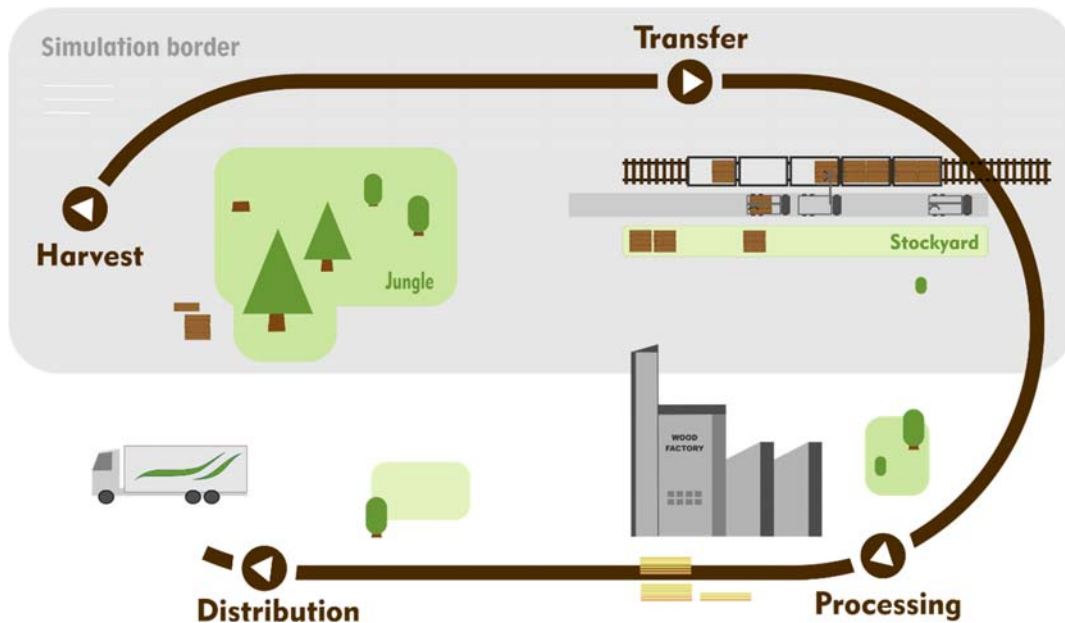 Simulation border
Transfer
Harvest
Jungle
Stockyard
WOOD
FACTORY
Distribution
Processing